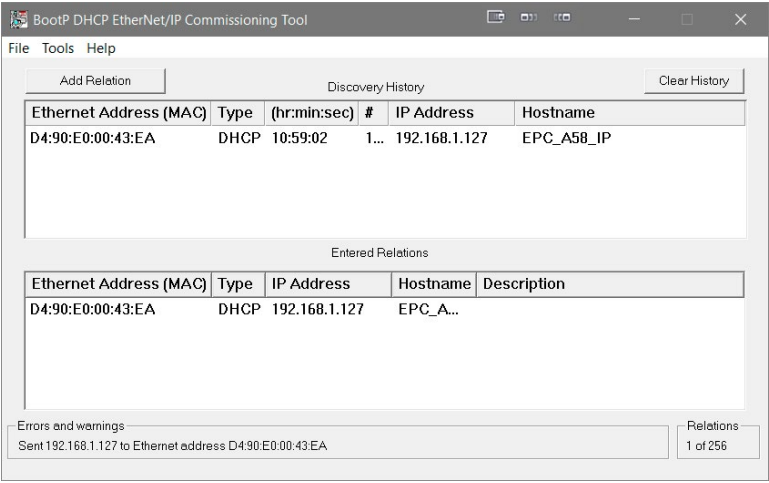 BootP DHCP EtherNet/IP Commissioning Tool
File Tools Help
Add Relation Discovery History Clear History
Ethernet Address (MAC) Type (hr:min:sec) # IP Address Hostname
D4:90:E0:00:43:EA DHCP 10:59:02 1... 192.168.1.127 EPC_A58_IP
Entered Relations
Ethernet Address (MAC) Type IP Address Hostname Description
D4:90:E0:00:43:EA DHCP 192.168.1.127 EPC_A...
Errors and warnings Relations
Sent 192.168.1.127 to Ethernet address D4:90:E0:00:43:EA 1 of 256